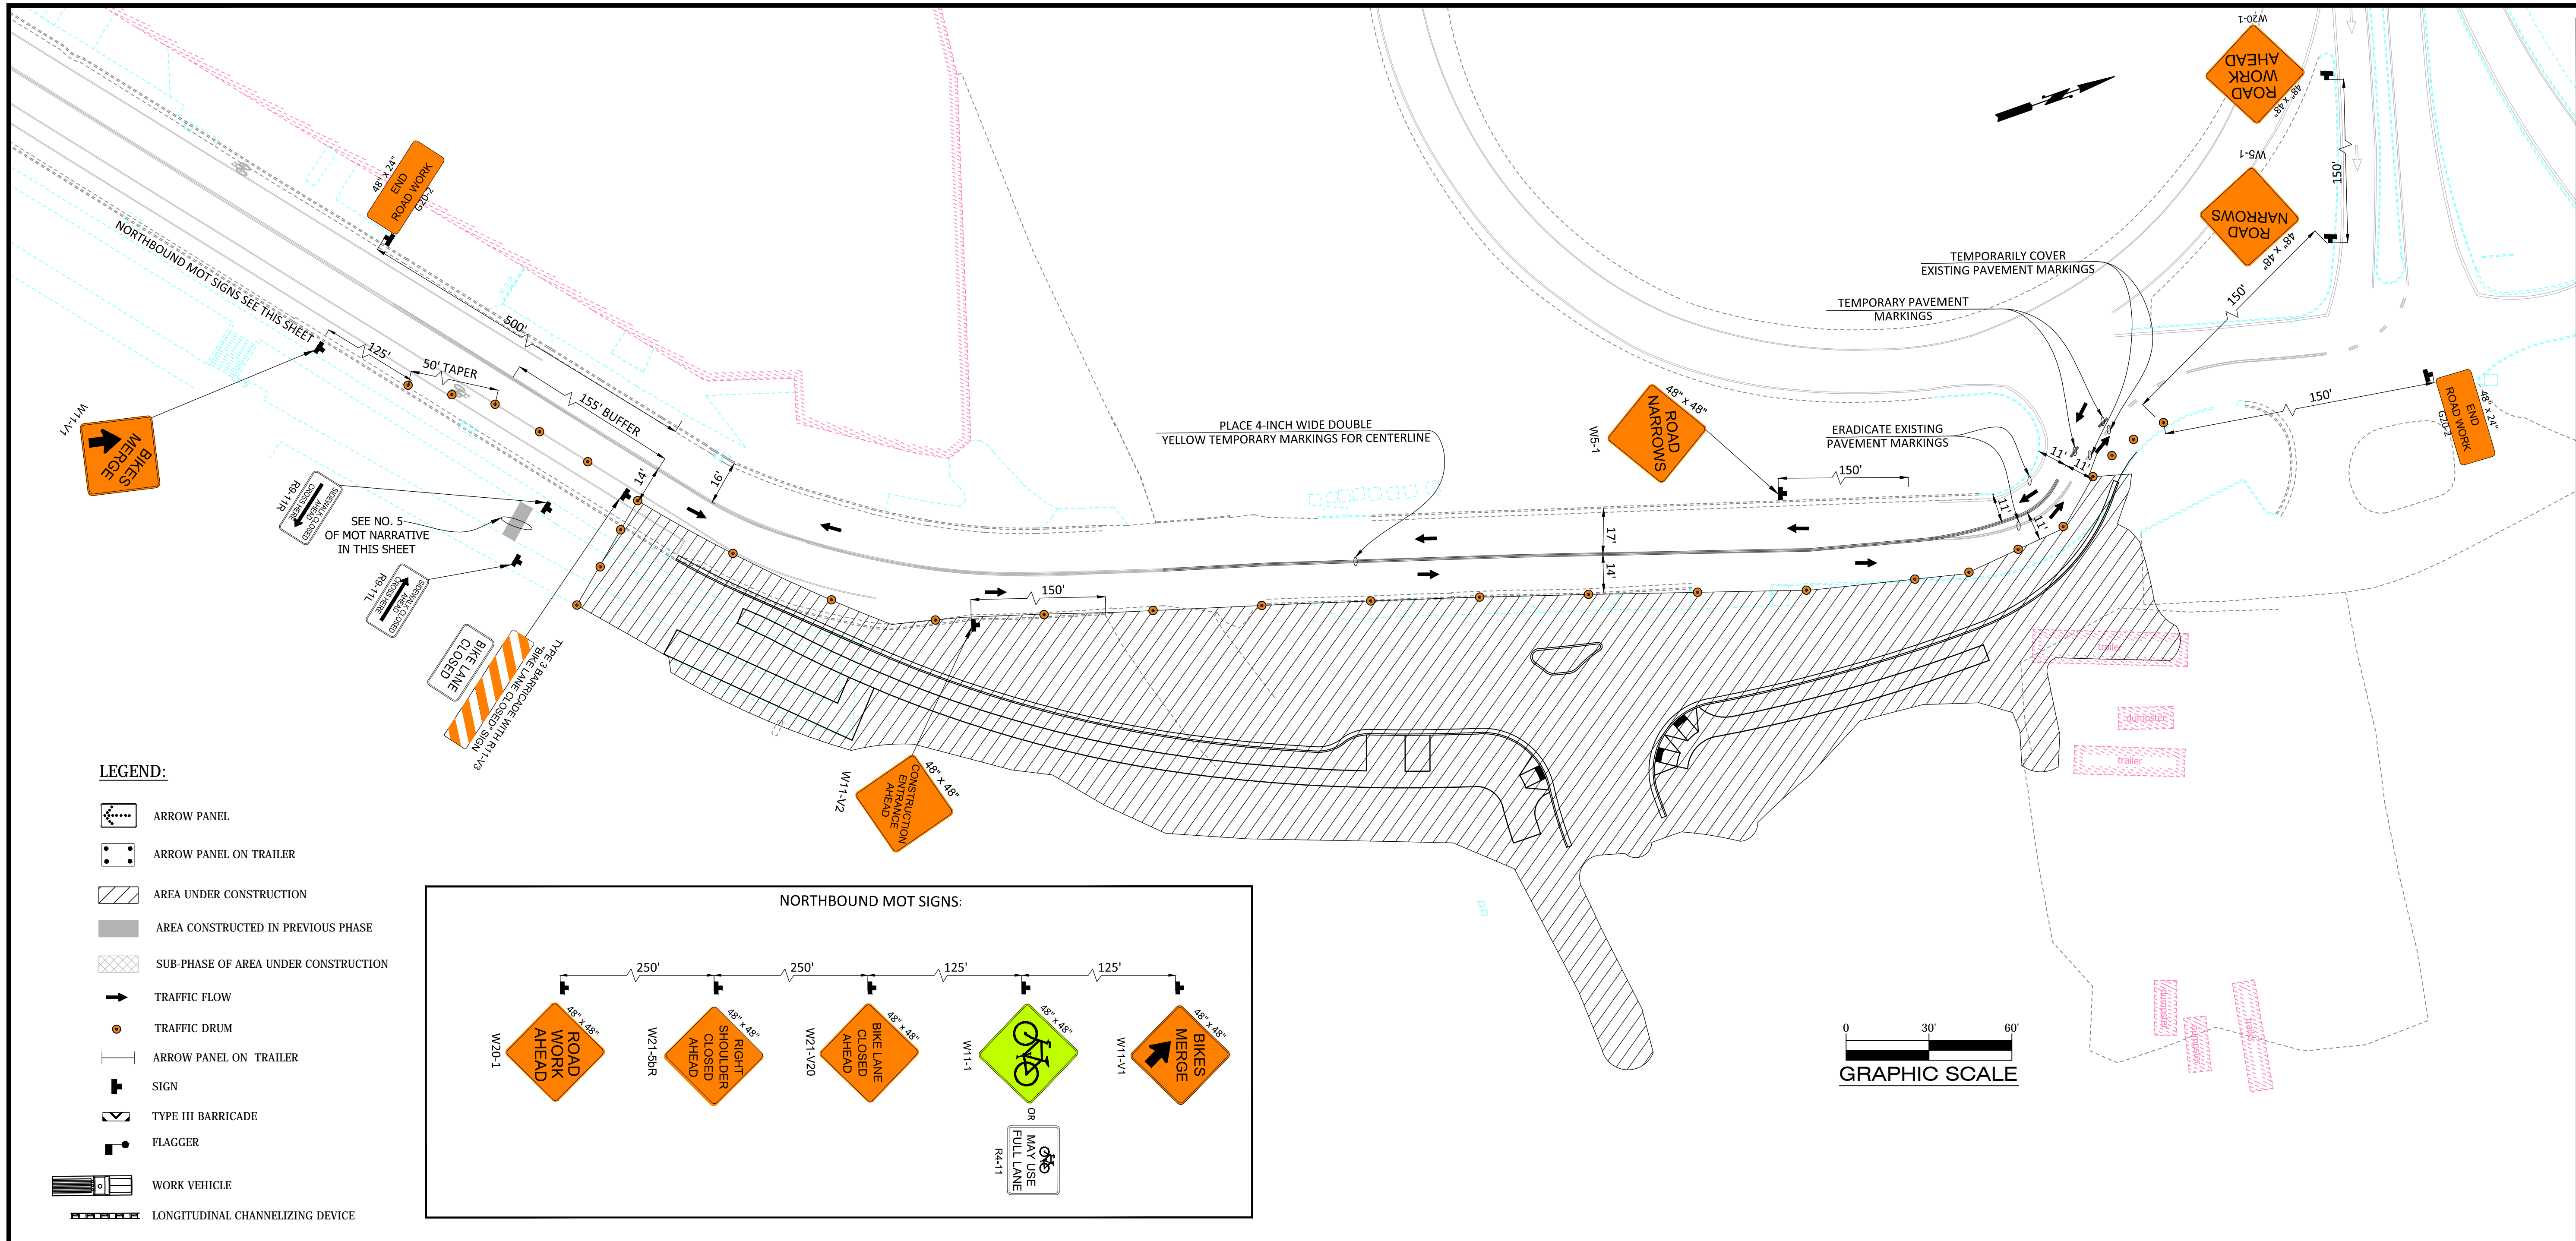 W20-1
ROAD
WORK
AHEAD
48" x 48"
150'
W5-1
ROAD
NARROWS
48" x 48"
150'
END
ROAD WORK
48" x 24"
G20-2
150'
TEMPORARILY COVER
EXISTING PAVEMENT MARKINGS
TEMPORARY PAVEMENT
MARKINGS
ERADICATE EXISTING
PAVEMENT MARKINGS
11'
11'
11'
11'
48" x 48"
ROAD
NARROWS
W5-1
150'
17'
14'
PLACE 4-INCH WIDE DOUBLE
YELLOW TEMPORARY MARKINGS FOR CENTERLINE
48" x 24"
END
ROAD WORK
G20-2
NORTHBOUND MOT SIGNS SEE THIS SHEET
500'
125'
50' TAPER
155' BUFFER
14'
16'
W11-V1
BIKES
MERGE
R9-11R
SIDEWALK CLOSED
AHEAD
CROSS HERE
SEE NO. 5
OF MOT NARRATIVE
IN THIS SHEET
R9-11L
SIDEWALK CLOSED
AHEAD
CROSS HERE
BIKE LANE
CLOSED
TYPE 3 BARRICADE WITH R11-V3
"BIKE LANE CLOSED" SIGN
150'
W11-V2
CONSTRUCTION
ENTRANCE
AHEAD
48" x 48"
trailer
dumpster
trailer
LEGEND:
ARROW PANEL
ARROW PANEL ON TRAILER
AREA UNDER CONSTRUCTION
AREA CONSTRUCTED IN PREVIOUS PHASE
SUB-PHASE OF AREA UNDER CONSTRUCTION
TRAFFIC FLOW
TRAFFIC DRUM
ARROW PANEL ON TRAILER
SIGN
TYPE III BARRICADE
FLAGGER
WORK VEHICLE
LONGITUDINAL CHANNELIZING DEVICE
NORTHBOUND MOT SIGNS:
250'
250'
125'
125'
W20-1
ROAD
WORK
AHEAD
48" x 48"
W21-5bR
RIGHT
SHOULDER
CLOSED
AHEAD
48" x 48"
W21-V20
BIKE LANE
CLOSED
AHEAD
48" x 48"
W11-1
48" x 48"
OR
MAY USE
FULL LANE
R4-11
W11-V1
BIKES
MERGE
48" x 48"
0 30' 60'
GRAPHIC SCALE